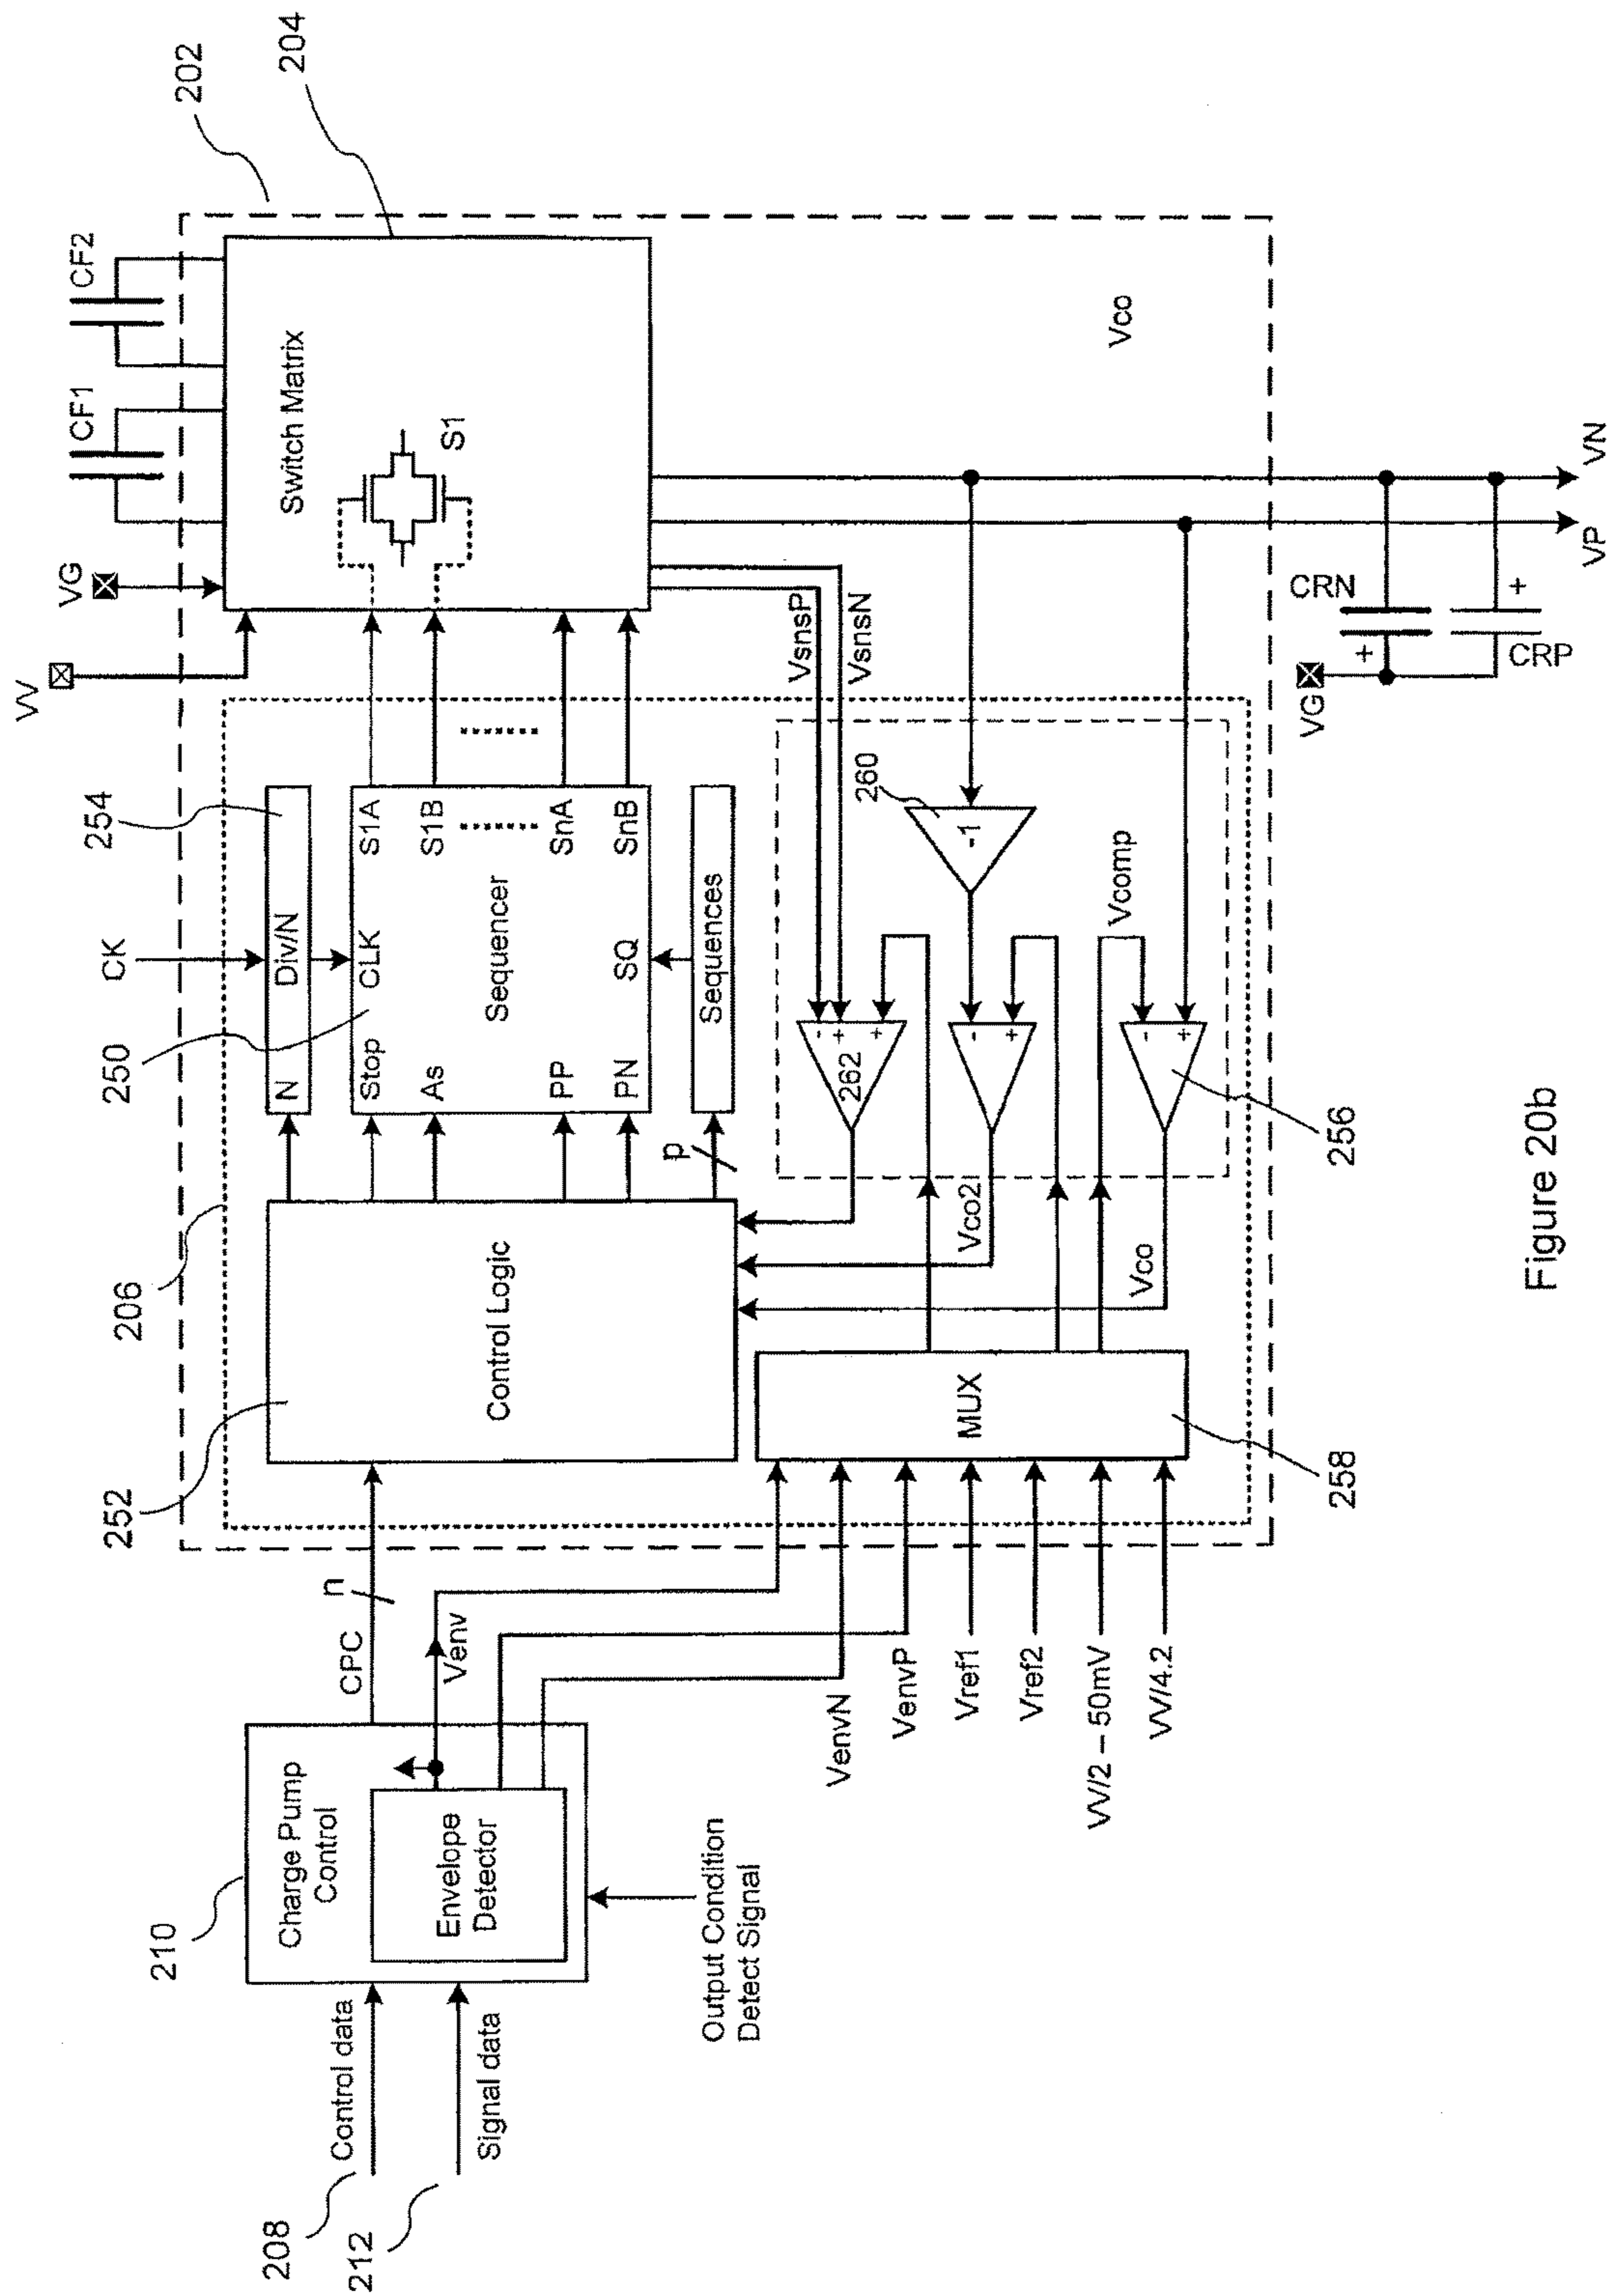 202
204
VV
VG
CF1
CF2
Switch Matrix
S1
Vco
CK
254
N
Div/N
250
Stop
CLK
S1A
As
S1B
Sequencer
PP
SnA
PN
SQ
SnB
Sequences
p
206
252
Control Logic
VsnsP
VsnsN
260
-1
-
+
+
262
-
+
-
+
256
Vcomp
Vco2
Vco
MUX
258
CPC
n
Venv
210
Charge Pump
Control
Envelope
Detector
208
Control data
212
Signal data
Output Condition
Detect Signal
VenvN
VenvP
Vref1
Vref2
VV/2 – 50mV
VV/4.2
VG
CRN
+
CRP
+
VP
VN
Figure 20b